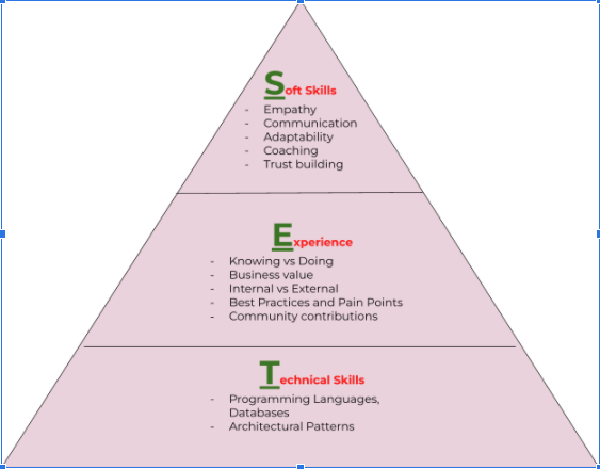 Soft Skills
- Empathy
- Communication
- Adaptability
- Coaching
- Trust building
Experience
- Knowing vs Doing
- Business value
- Internal vs External
- Best Practices and Pain Points
- Community contributions
Technical Skills
- Programming Languages,
Databases
- Architectural Patterns